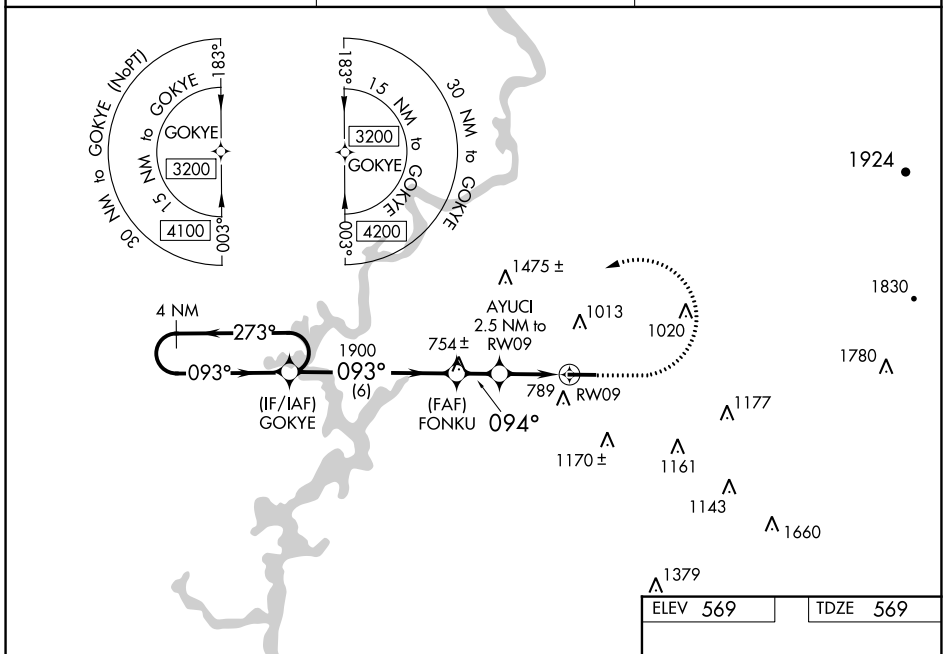 30 NM to GOKYE (NoPT)
15 NM to GOKYE
183°
GOKYE
3200
4100
003°
183°
15 NM to GOKYE
30 NM to GOKYE
3200
GOKYE
4200
003°
1924
1475 ±
1830
AYUCI
2.5 NM to
RW09
1013
1020
4 NM
273°
093°
1900
093°
(6)
754 ±
1780
(IF/IAF)
GOKYE
(FAF)
FONKU
094°
789
RW09
1177
1170 ±
1161
1143
1660
1379
ELEV 569
TDZE 569